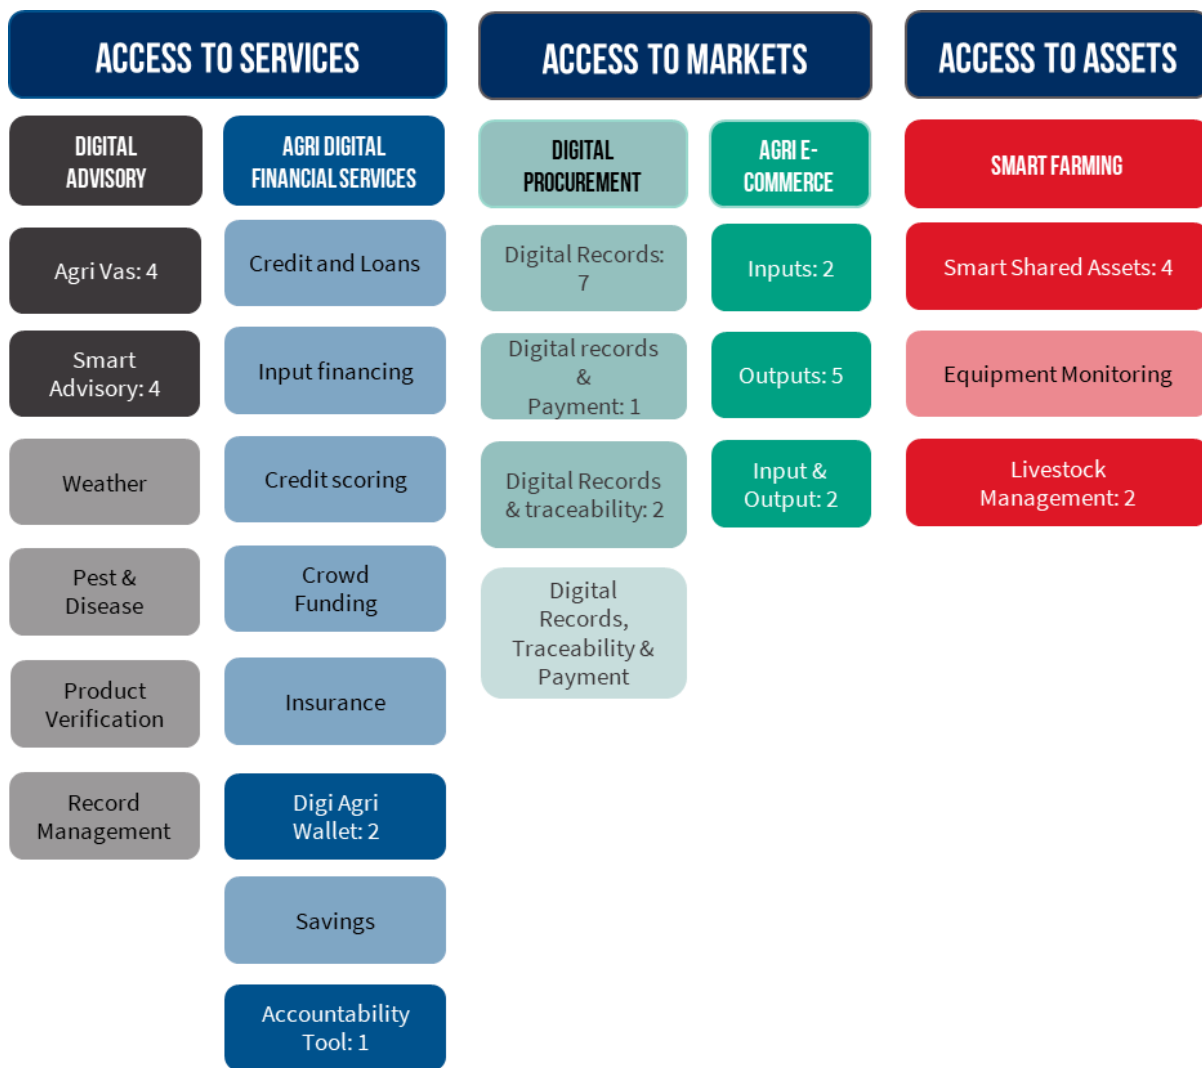 ACCESS TO SERVICES
DIGITAL
ADVISORY
Agri Vas: 4
Smart
Advisory: 4
Weather
Pest &
Disease
Product
Verification
Record
Management
AGRI DIGITAL
FINANCIAL SERVICES
Credit and Loans
Input financing
Credit scoring
Crowd
Funding
Insurance
Digi Agri
Wallet: 2
Savings
Accountability
Tool: 1
ACCESS TO MARKETS
DIGITAL
PROCUREMENT
Digital Records:
7
Digital records
&
Payment: 1
Digital Records
& traceability: 2
Digital
Records,
Traceability &
Payment
AGRI E-
COMMERCE
Inputs: 2
Outputs: 5
Input &
Output: 2
ACCESS TO ASSETS
SMART FARMING
Smart Shared Assets: 4
Equipment Monitoring
Livestock
Management: 2